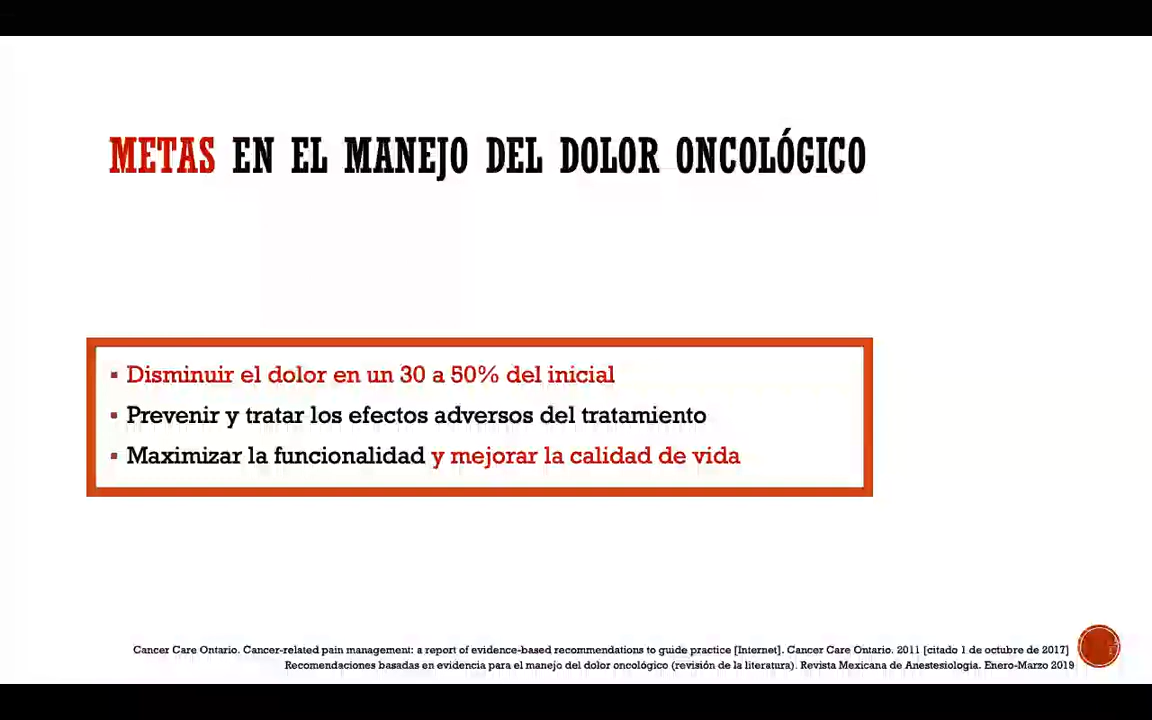 METAS EN EL MANEJO DEL DOLOR ONCOLÓGICO
▪ Disminuir el dolor en un 30 a 50% del inicial
▪ Prevenir y tratar los efectos adversos del tratamiento
▪ Maximizar la funcionalidad y mejorar la calidad de vida
Cancer Care Ontario. Cancer-related pain management: a report of evidence-based recommendations to guide practice [Internet]. Cancer Care Ontario. 2011 [citado 1 de octubre de 2017]
Recomendaciones basadas en evidencia para el manejo del dolor oncológico (revisión de la literatura). Revista Mexicana de Anestesiología. Enero-Marzo 2019